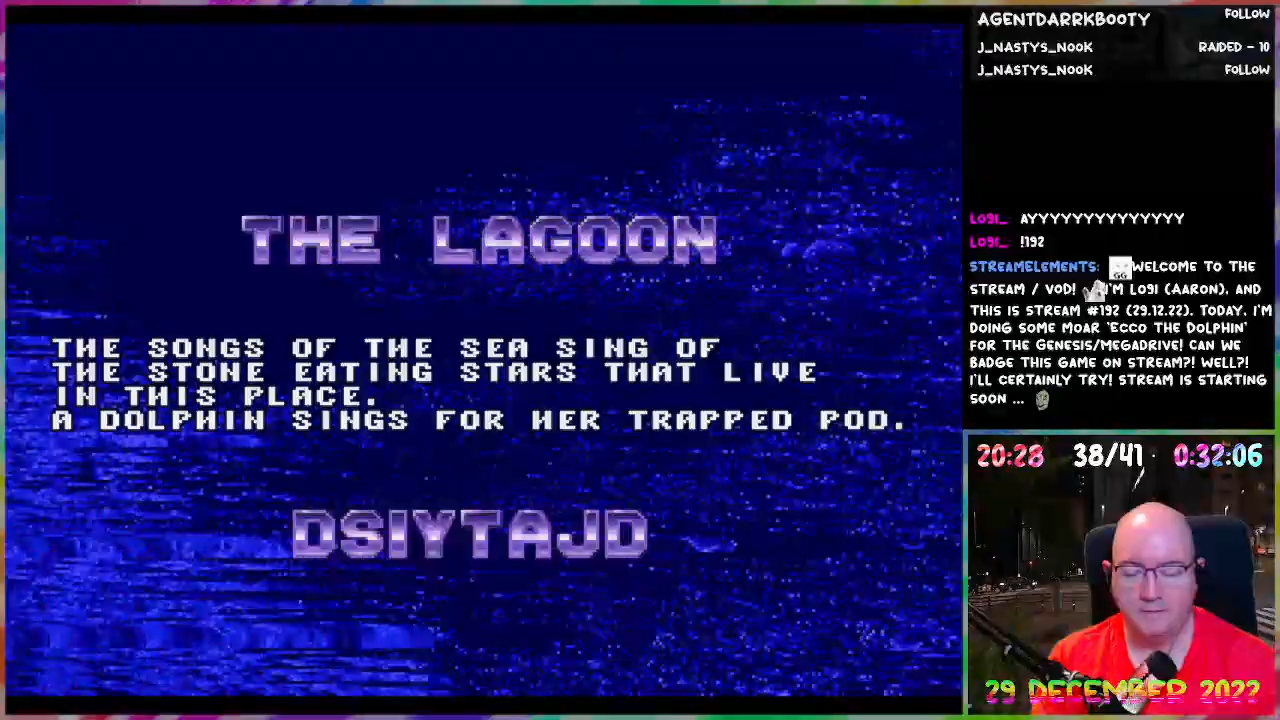 THE LAGOON
THE SONGS OF THE SEA SING OF
THE STONE EATING STARS THAT LIVE
IN THIS PLACE.
A DOLPHIN SINGS FOR HER TRAPPED POD.
DSIYTAJD
AGENTDARRKBOOTY FOLLOW
J_NASTYS_NOOK RAIDED - 10
J_NASTYS_NOOK FOLLOW
LO9I_ AYYYYYYYYYYYYYYY
LO9I_ !192
STREAMELEMENTS: GG WELCOME TO THE
STREAM / VOD! I'M LO9I (AARON), AND
THIS IS STREAM #192 (29.12.22). TODAY, I'M
DOING SOME MOAR 'ECCO THE DOLPHIN'
FOR THE GENESIS/MEGADRIVE! CAN WE
BADGE THIS GAME ON STREAM?! WELL?!
I'LL CERTAINLY TRY! STREAM IS STARTING
SOON ...
20:28 38/41 0:32:06
29 DECEMBER 2022